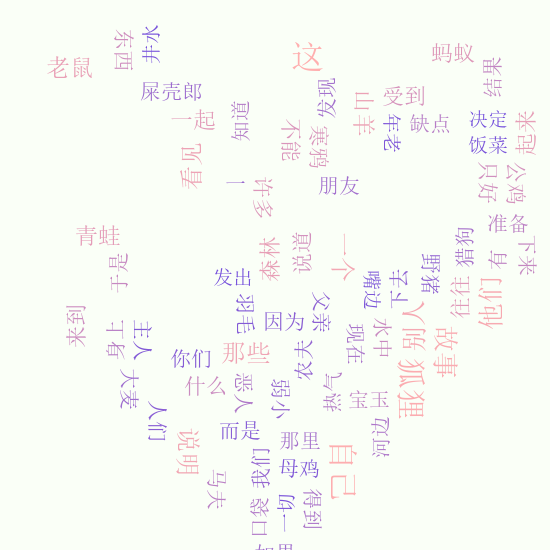 井水
东西
这
蚂蚁
老鼠
结果
屎壳郎
发现
受到
山羊
一起
知道
年老
缺点
决定
起来
不能
寒鸦
饭菜
看见
只好
公鸡
一
许多
朋友
准备
青蛙
森林
说道
一个
猎狗
有
下来
于是
发出
嘴边
下去
野猪
往往
他们
来到
羽毛
因为
父亲
水中
人间
故事
主人
干身
你们
那些
农夫
现在
狐狸
大麦
什么
恶人
弱小
热气
宝玉
人们
说明
而是
那里
河边
自己
我们
母鸡
马夫
口袋
一切
得到
如果